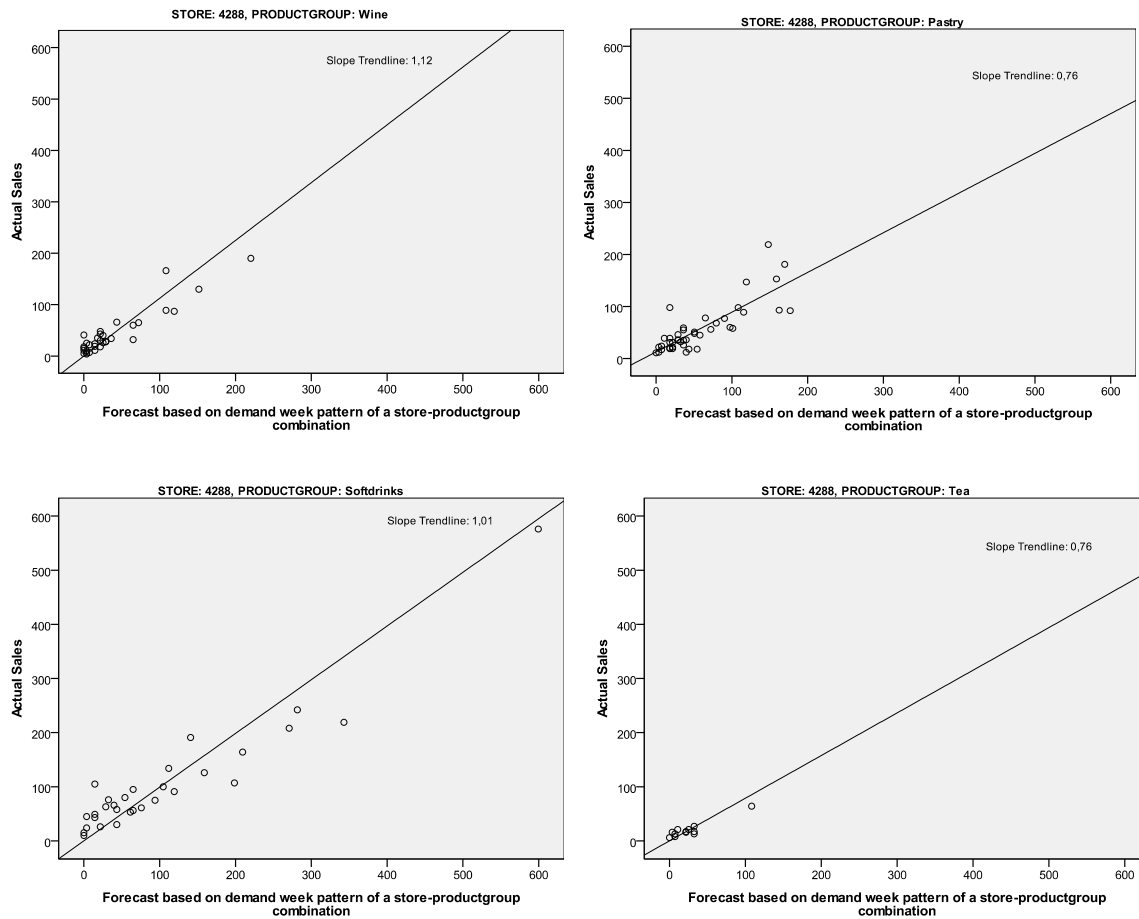 STORE: 4288, PRODUCTGROUP: Wine
Slope Trendline: 1,12
600
500
400
300
200
100
0
Actual Sales
0 100 200 300 400 500 600
Forecast based on demand week pattern of a store-productgroup
combination
STORE: 4288, PRODUCTGROUP: Pastry
Slope Trendline: 0,76
600
500
400
300
200
100
0
Actual Sales
0 100 200 300 400 500 600
Forecast based on demand week pattern of a store-productgroup
combination
STORE: 4288, PRODUCTGROUP: Softdrinks
Slope Trendline: 1,01
600
500
400
300
200
100
0
Actual Sales
0 100 200 300 400 500 600
Forecast based on demand week pattern of a store-productgroup
combination
STORE: 4288, PRODUCTGROUP: Tea
Slope Trendline: 0,76
600
500
400
300
200
100
0
Actual Sales
0 100 200 300 400 500 600
Forecast based on demand week pattern of a store-productgroup
combination